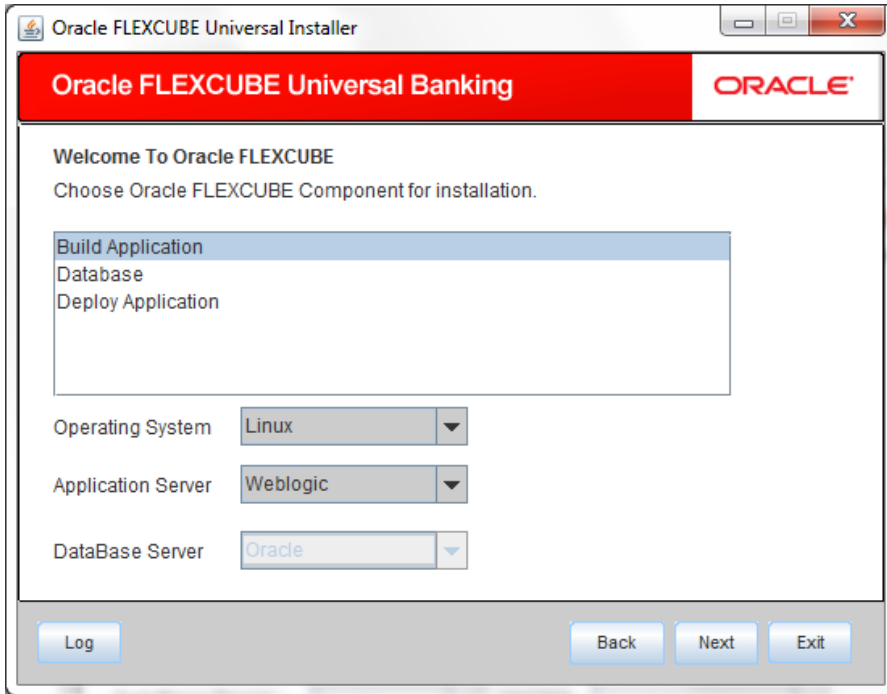 Oracle FLEXCUBE Universal Installer
Oracle FLEXCUBE Universal Banking
ORACLE
Welcome To Oracle FLEXCUBE
Choose Oracle FLEXCUBE Component for installation.
Build Application
Database
Deploy Application
Operating System Linux
Application Server Weblogic
DataBase Server Oracle
Log Back Next Exit